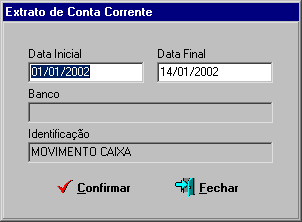 Extrato de Conta Corrente
Data Inicial Data Final
01/01/2002 14/01/2002
Banco
Identificação
MOVIMENTO CAIXA
Confirmar Fechar